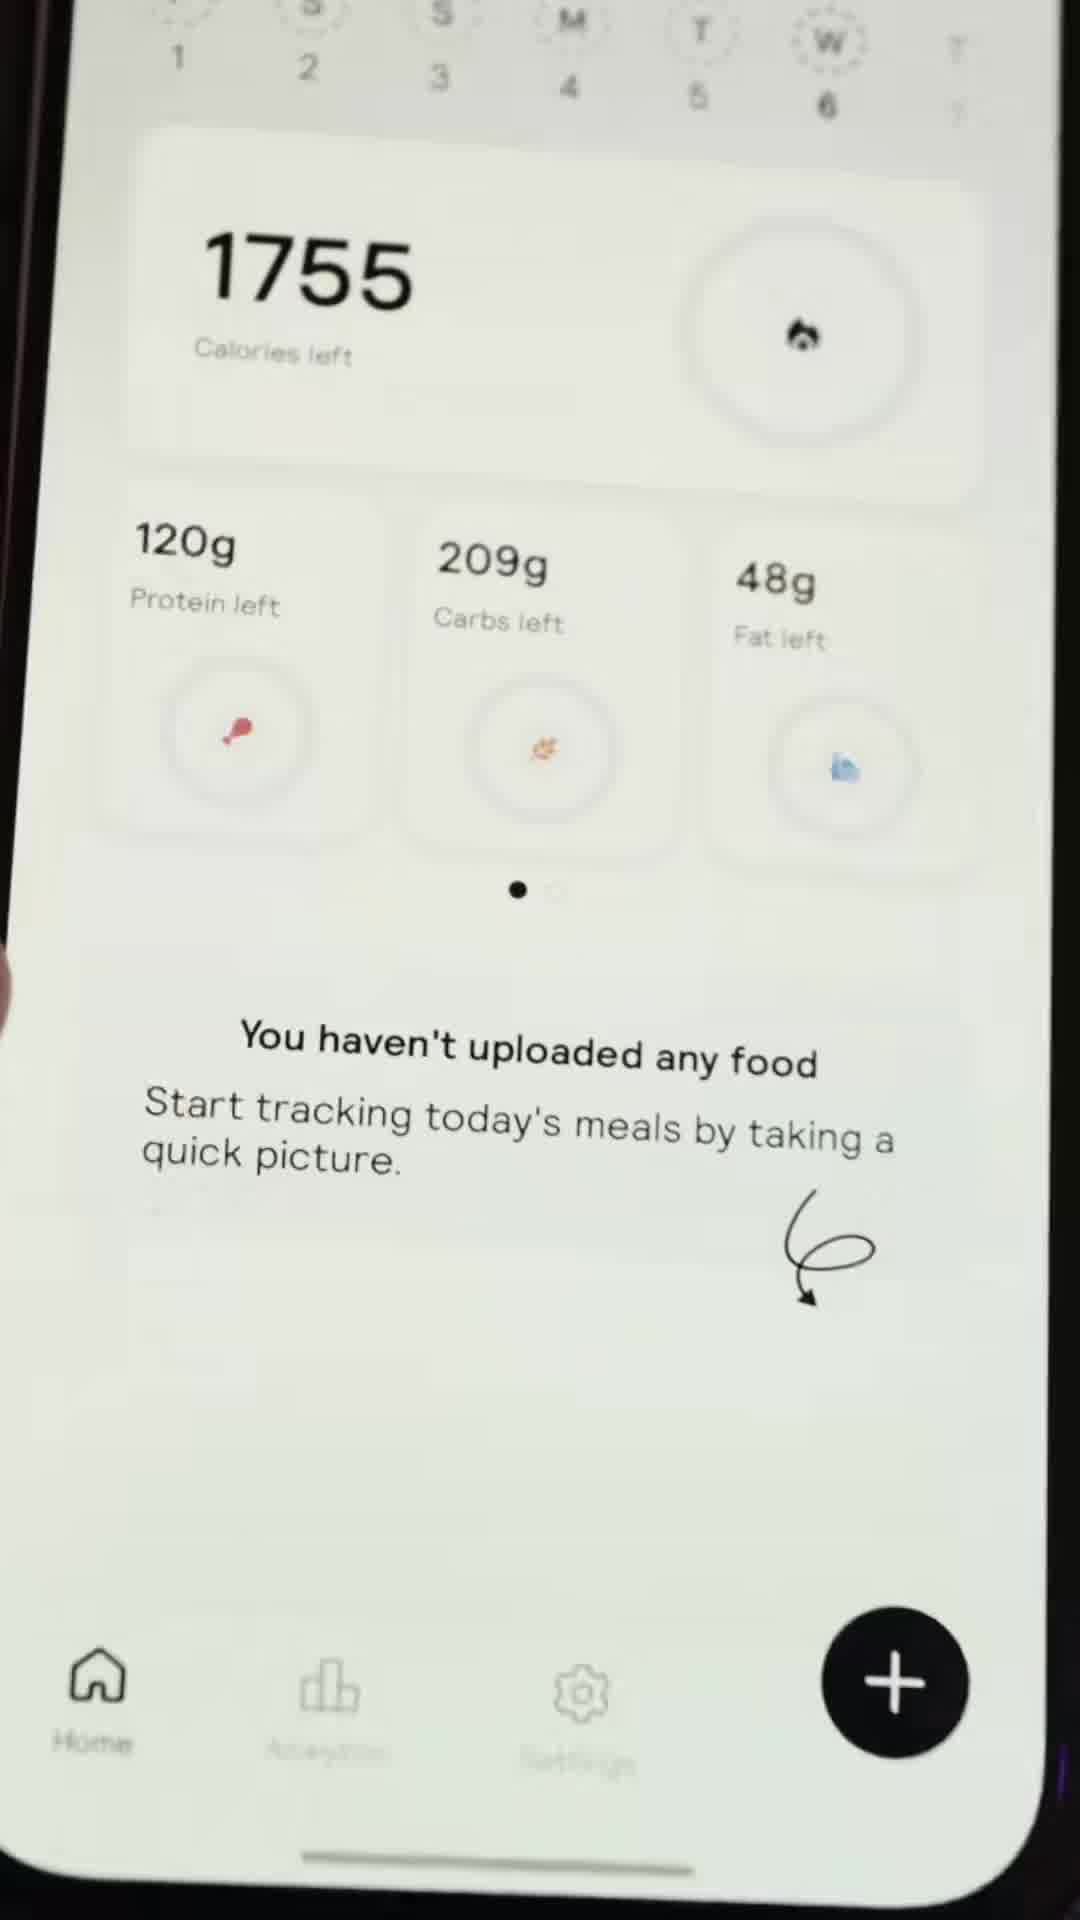 S S M T W T
1 2 3 4 5 6 7
1755
Calories left
120g 209g 48g
Protein left Carbs left Fat left
You haven't uploaded any food
Start tracking today's meals by taking a
quick picture.
Home Settings